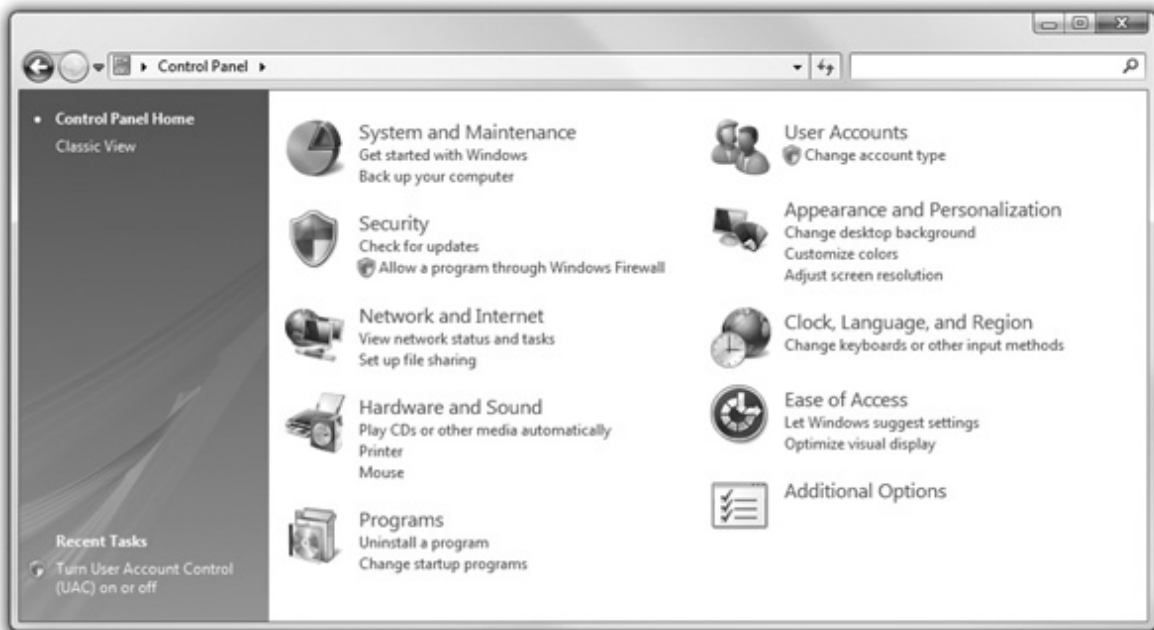 Control Panel
Control Panel Home
Classic View
System and Maintenance
Get started with Windows
Back up your computer
Security
Check for updates
Allow a program through Windows Firewall
Network and Internet
View network status and tasks
Set up file sharing
Hardware and Sound
Play CDs or other media automatically
Printer
Mouse
Programs
Uninstall a program
Change startup programs
User Accounts
Change account type
Appearance and Personalization
Change desktop background
Customize colors
Adjust screen resolution
Clock, Language, and Region
Change keyboards or other input methods
Ease of Access
Let Windows suggest settings
Optimize visual display
Additional Options
Recent Tasks
Turn User Account Control
(UAC) on or off